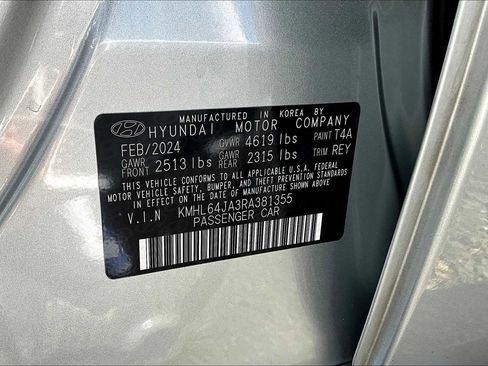 MANUFACTURED IN KOREA BY
HYUNDAI MOTOR COMPANY
FEB/2024 GVWR 4619 lbs PAINT T4A
GAWR FRONT 2513 lbs GAWR REAR 2315 lbs TRIM REY
THIS VEHICLE CONFORMS TO ALL APPLICABLE U.S.A. FEDERAL
MOTOR VEHICLE SAFETY, BUMPER, AND THEFT PREVENTION
STANDARDS IN EFFECT ON THE DATE OF MANUFACTURE SHOWN ABOVE.
V.I.N KMHL64JA3RA381355
PASSENGER CAR